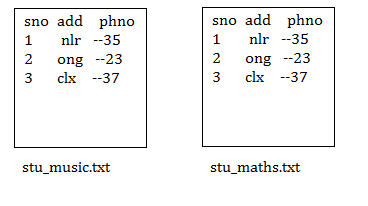 sno add phno
1 nlr --35
2 ong --23
3 clx --37
stu_music.txt
sno add phno
1 nlr --35
2 ong --23
3 clx --37
stu_maths.txt